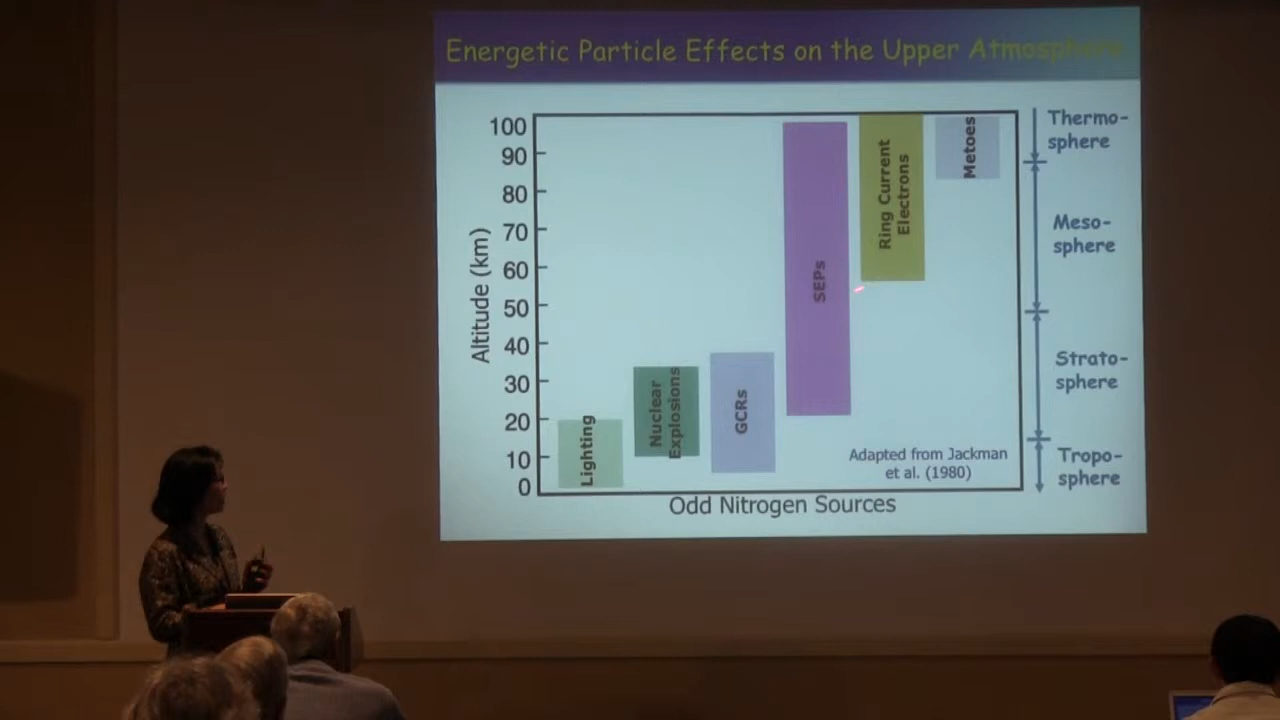 Energetic Particle Effects on the Upper Atmosphere
100
90
80
70
60
50
40
30
20
10
0
Altitude (km)
Lighting
Nuclear
Explosions
GCRs
SEPs
Ring Current
Electrons
Metoes
Adapted from Jackman
et al. (1980)
Odd Nitrogen Sources
Thermo-
sphere
Meso-
sphere
Strato-
sphere
Tropo-
sphere